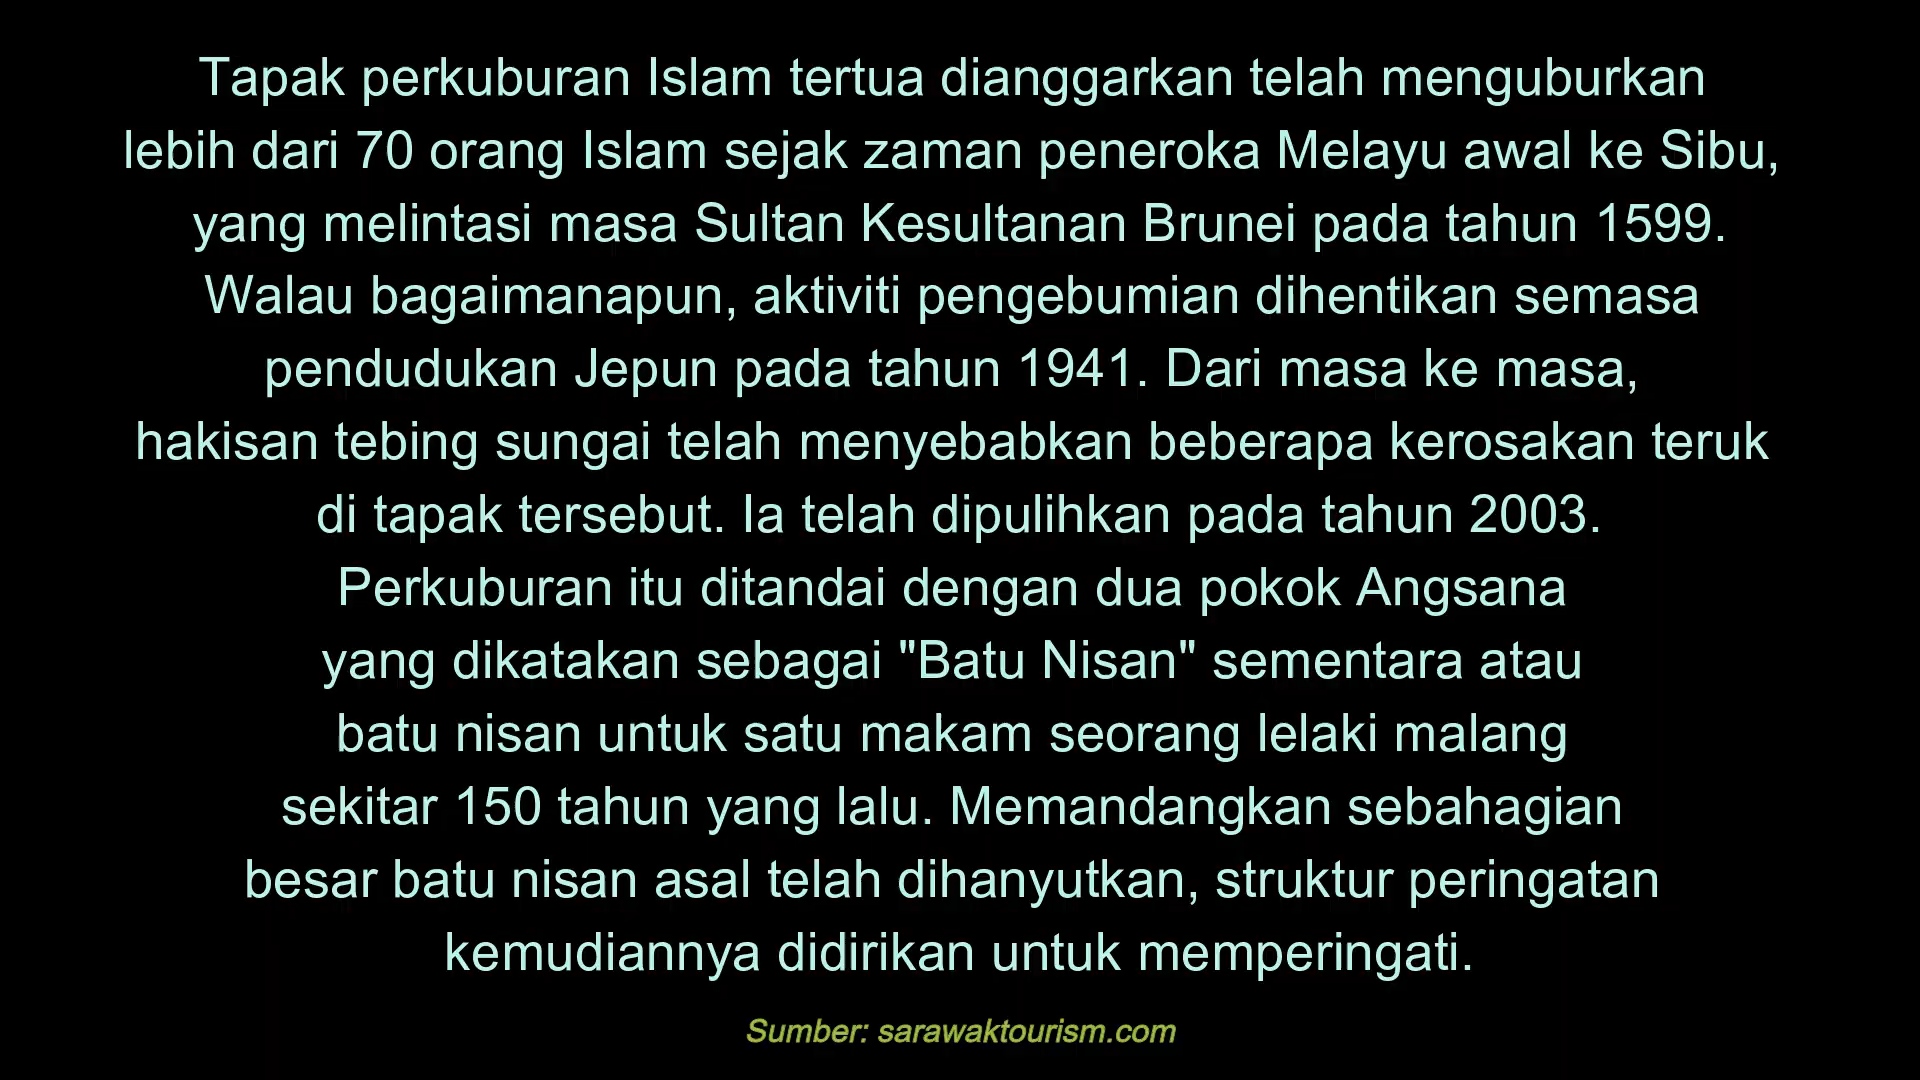 Tapak perkuburan Islam tertua dianggarkan telah menguburkan
lebih dari 70 orang Islam sejak zaman peneroka Melayu awal ke Sibu,
yang melintasi masa Sultan Kesultanan Brunei pada tahun 1599.
Walau bagaimanapun, aktiviti pengebumian dihentikan semasa
pendudukan Jepun pada tahun 1941. Dari masa ke masa,
hakisan tebing sungai telah menyebabkan beberapa kerosakan teruk
di tapak tersebut. Ia telah dipulihkan pada tahun 2003.
Perkuburan itu ditandai dengan dua pokok Angsana
yang dikatakan sebagai "Batu Nisan" sementara atau
batu nisan untuk satu makam seorang lelaki malang
sekitar 150 tahun yang lalu. Memandangkan sebahagian
besar batu nisan asal telah dihanyutkan, struktur peringatan
kemudiannya didirikan untuk memperingati.
Sumber: sarawaktourism.com